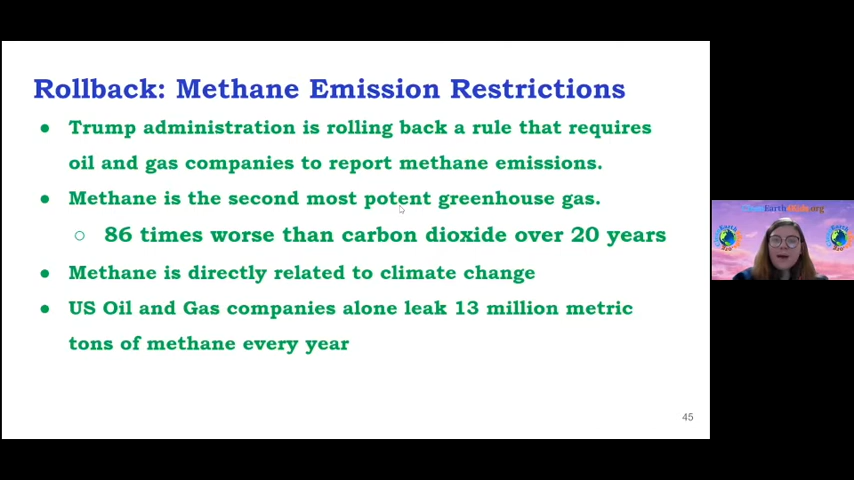 Rollback: Methane Emission Restrictions
● Trump administration is rolling back a rule that requires
oil and gas companies to report methane emissions.
● Methane is the second most potent greenhouse gas.
○ 86 times worse than carbon dioxide over 20 years
● Methane is directly related to climate change
● US Oil and Gas companies alone leak 13 million metric
tons of methane every year
45